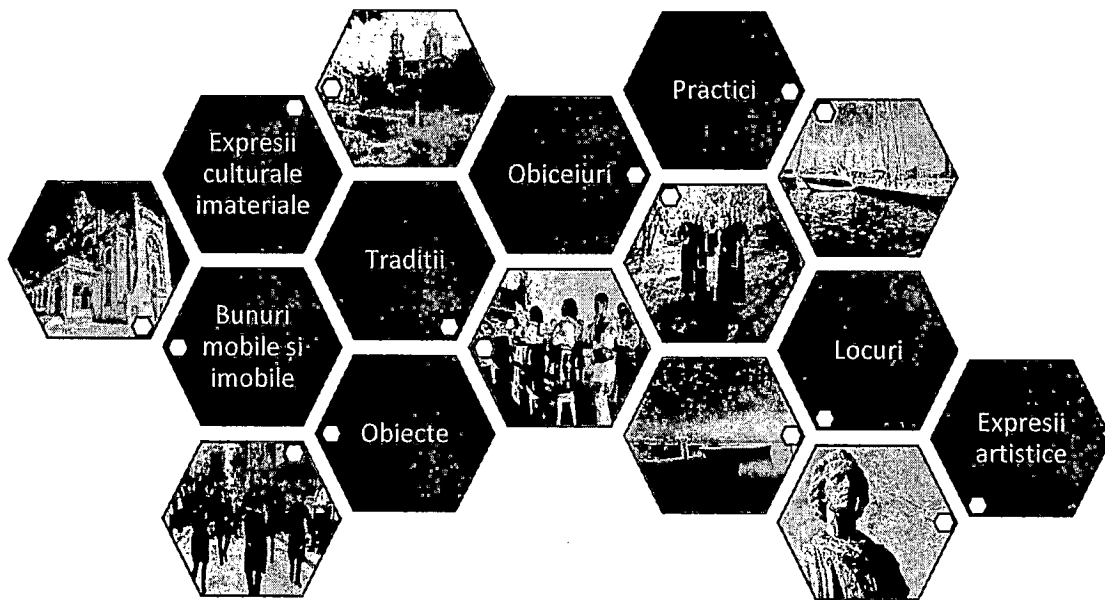 Practici
Expresii
culturale
imateriale
Obiceiuri
Tradiții
Bunuri
mobile și
imobile
Locuri
Obiecte
Expresii
artistice